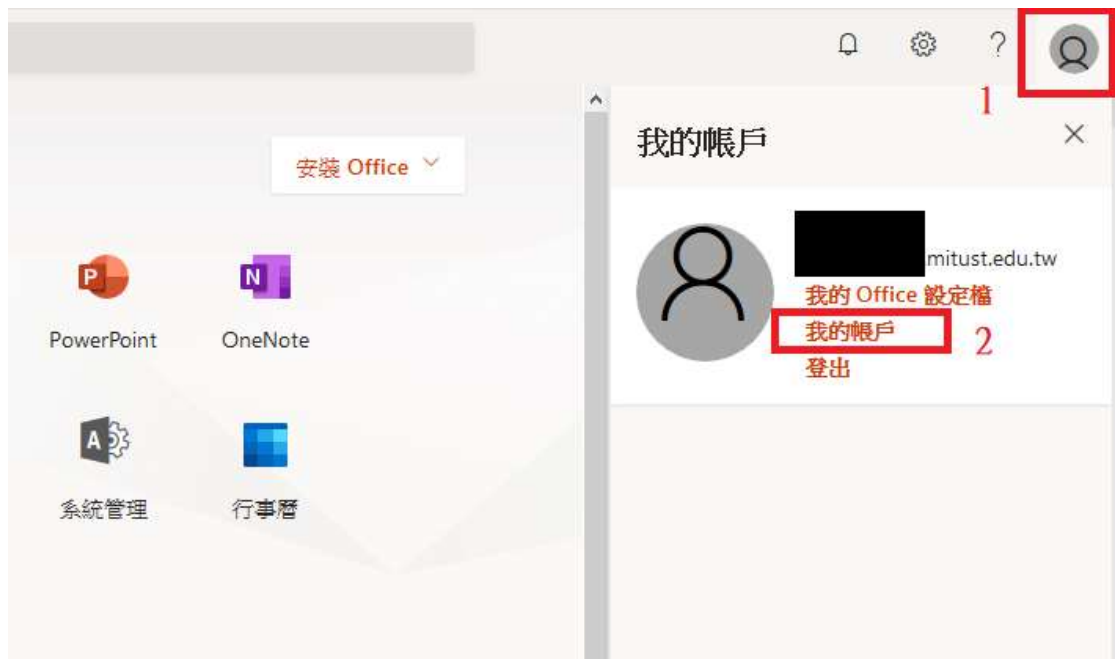 ?
1
安裝 Office
我的帳戶
mitust.edu.tw
我的 Office 設定檔
我的帳戶
2
登出
P
N
PowerPoint
OneNote
A
系統管理
行事曆